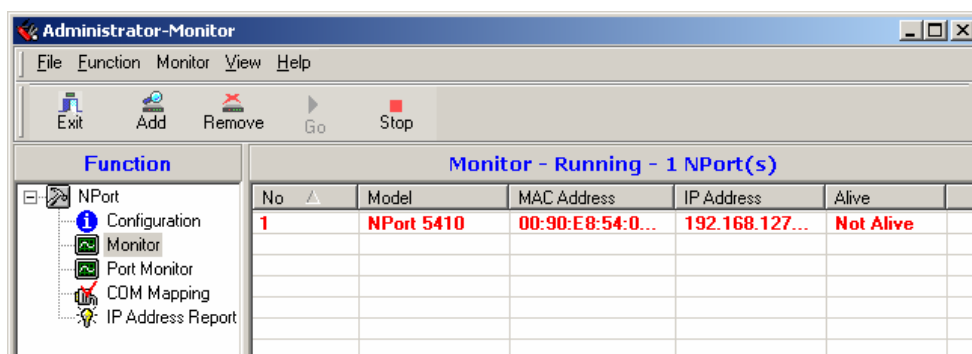 Administrator-Monitor
File Function Monitor View Help
Exit Add Remove Go Stop
Function
Monitor - Running - 1 NPort(s)
NPort
Configuration
Monitor
Port Monitor
COM Mapping
IP Address Report
No Model MAC Address IP Address Alive
1 NPort 5410 00:90:E8:54:0... 192.168.127... Not Alive